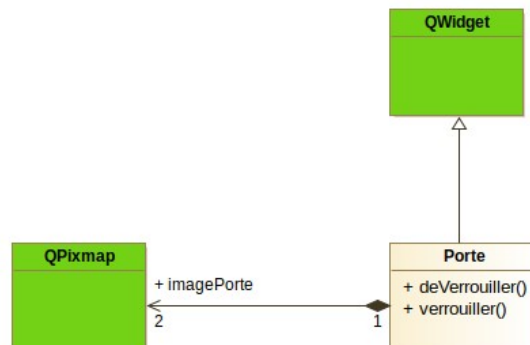 QWidget
QPixmap
Porte
+ imagePorte
+ deVerrouiller()
+ verrouiller()
2
1